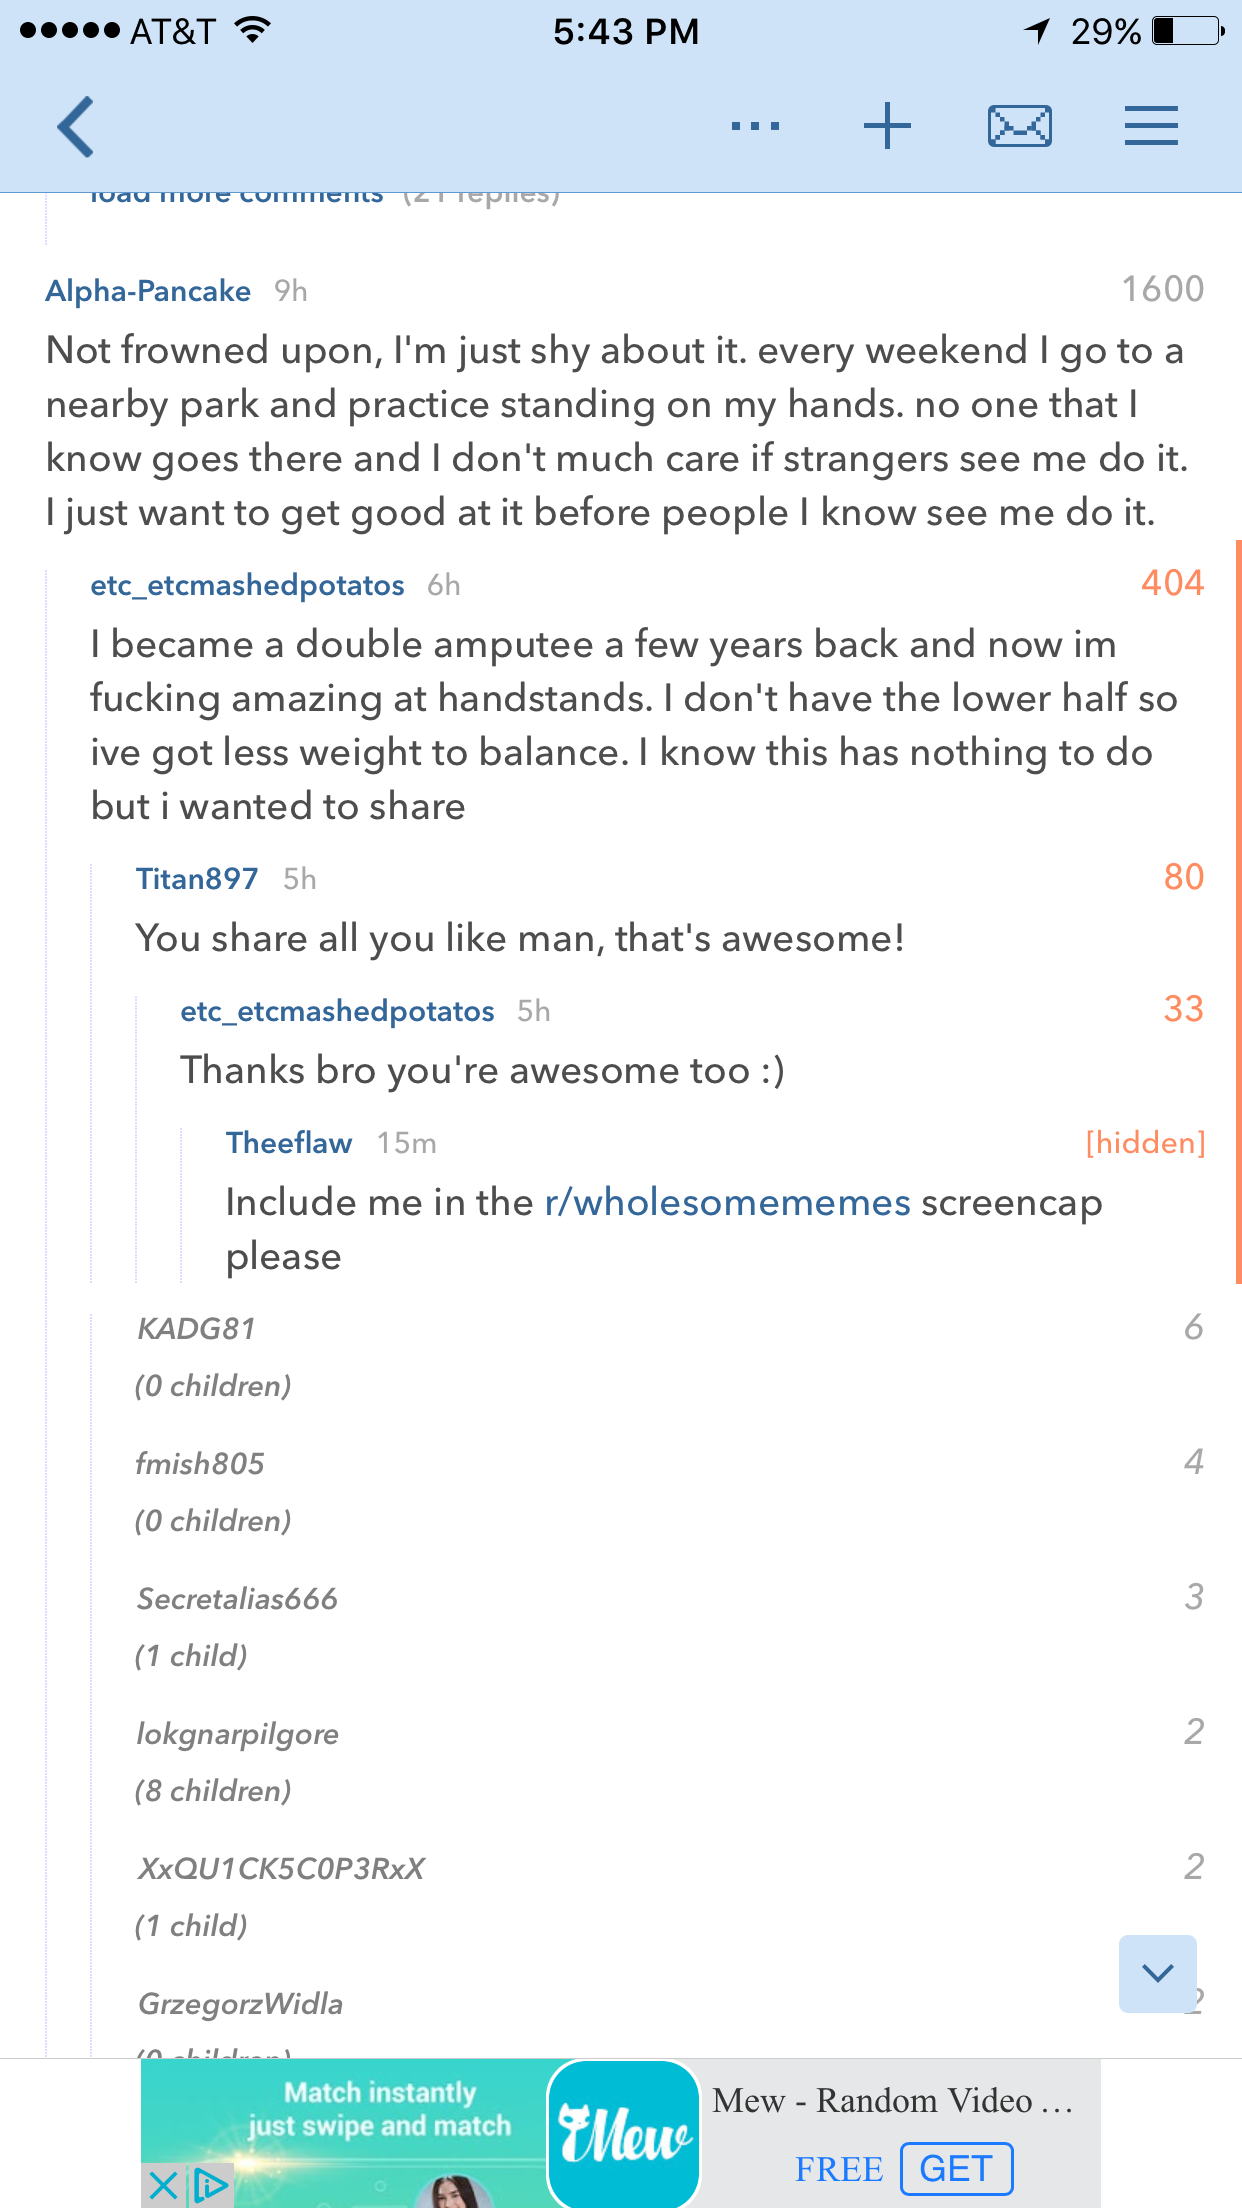 AT&T 5:43 PM 29%
load more comments (21 replies)
Alpha-Pancake 9h 1600
Not frowned upon, I'm just shy about it. every weekend I go to a
nearby park and practice standing on my hands. no one that I
know goes there and I don't much care if strangers see me do it.
I just want to get good at it before people I know see me do it.
etc_etcmashedpotatos 6h 404
I became a double amputee a few years back and now im
fucking amazing at handstands. I don't have the lower half so
ive got less weight to balance. I know this has nothing to do
but i wanted to share
Titan897 5h 80
You share all you like man, that's awesome!
etc_etcmashedpotatos 5h 33
Thanks bro you're awesome too :)
Theeflaw 15m [hidden]
Include me in the r/wholesomememes screencap
please
KADG81 6
(0 children)
fmish805 4
(0 children)
Secretalias666 3
(1 child)
lokgnarpilgore 2
(8 children)
XxQU1CK5C0P3RxX 2
(1 child)
GrzegorzWidla 2
(0 children)
Match instantly
just swipe and match
Mew
Mew - Random Video ...
FREE GET